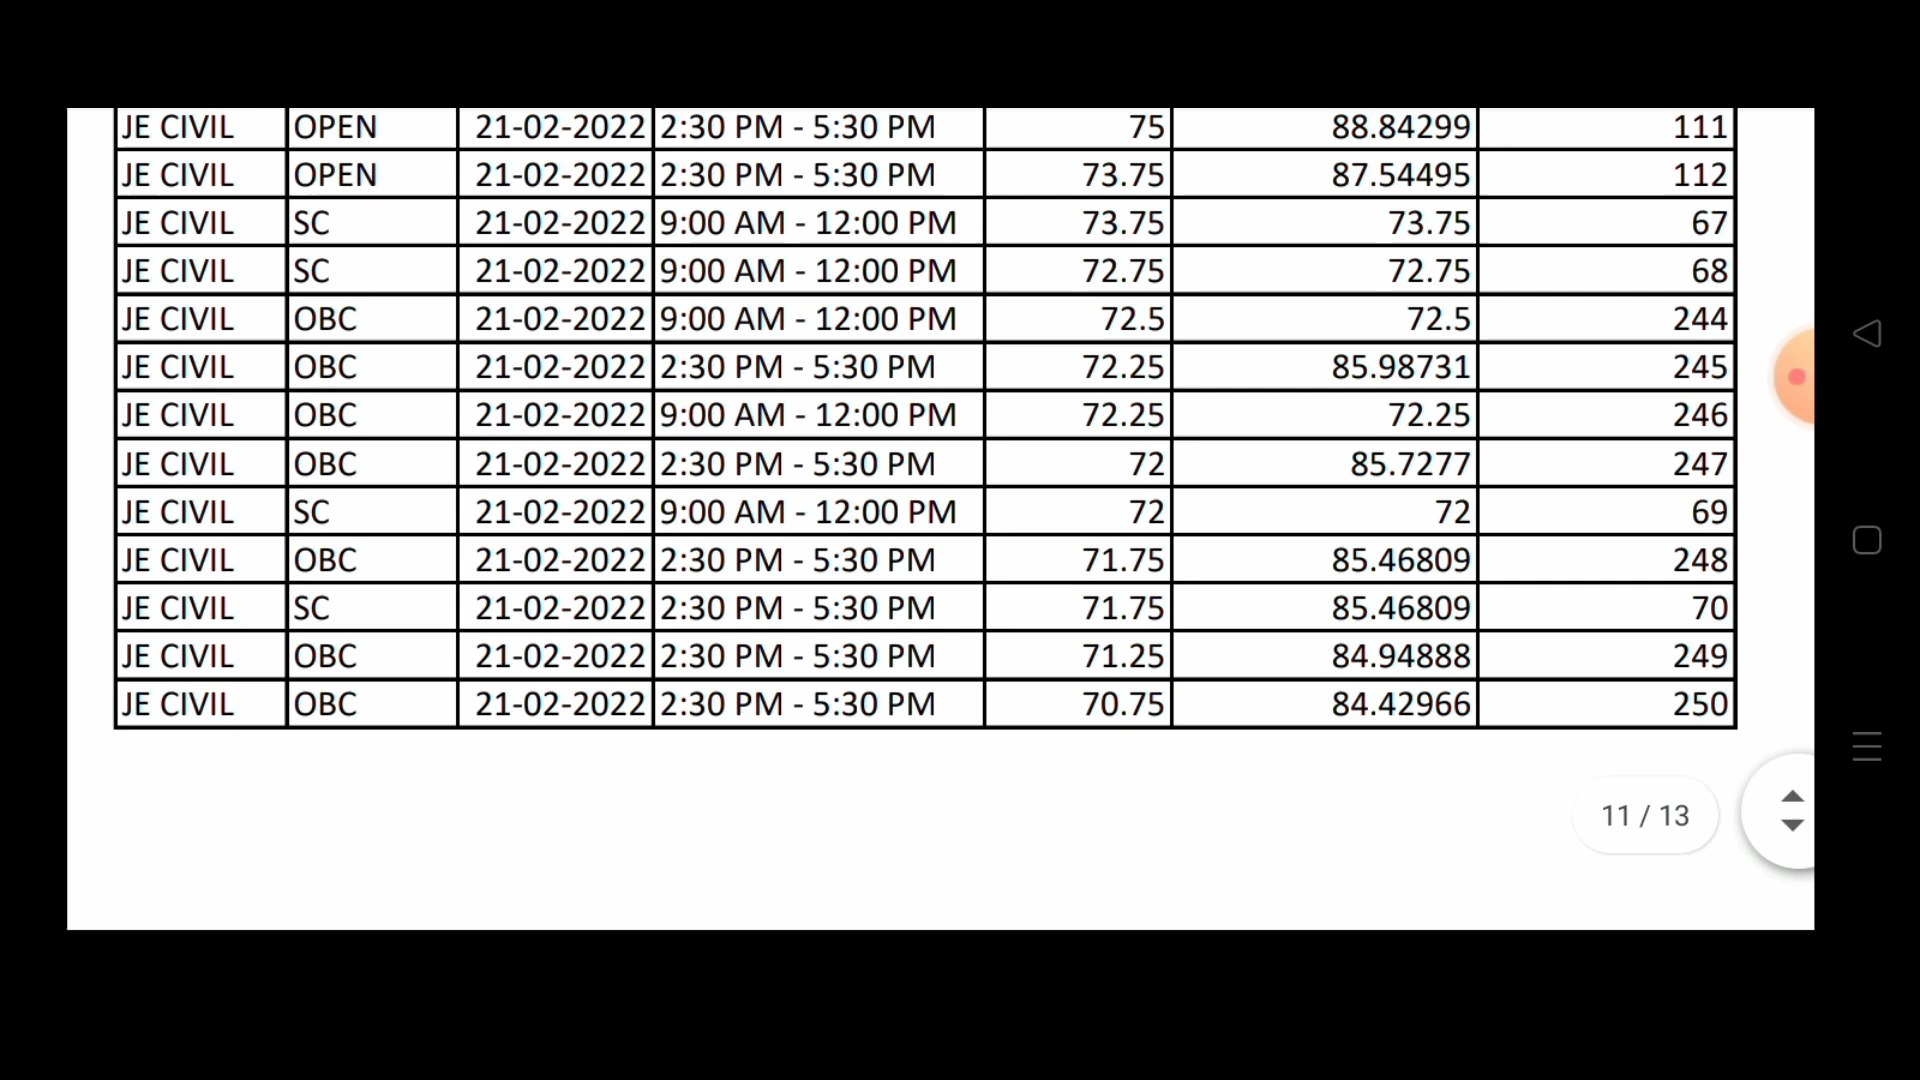 JE CIVIL OPEN 21-02-2022 2:30 PM - 5:30 PM 75 88.84299 111
JE CIVIL OPEN 21-02-2022 2:30 PM - 5:30 PM 73.75 87.54495 112
JE CIVIL SC 21-02-2022 9:00 AM - 12:00 PM 73.75 73.75 67
JE CIVIL SC 21-02-2022 9:00 AM - 12:00 PM 72.75 72.75 68
JE CIVIL OBC 21-02-2022 9:00 AM - 12:00 PM 72.5 72.5 244
JE CIVIL OBC 21-02-2022 2:30 PM - 5:30 PM 72.25 85.98731 245
JE CIVIL OBC 21-02-2022 9:00 AM - 12:00 PM 72.25 72.25 246
JE CIVIL OBC 21-02-2022 2:30 PM - 5:30 PM 72 85.7277 247
JE CIVIL SC 21-02-2022 9:00 AM - 12:00 PM 72 72 69
JE CIVIL OBC 21-02-2022 2:30 PM - 5:30 PM 71.75 85.46809 248
JE CIVIL SC 21-02-2022 2:30 PM - 5:30 PM 71.75 85.46809 70
JE CIVIL OBC 21-02-2022 2:30 PM - 5:30 PM 71.25 84.94888 249
JE CIVIL OBC 21-02-2022 2:30 PM - 5:30 PM 70.75 84.42966 250
11 / 13